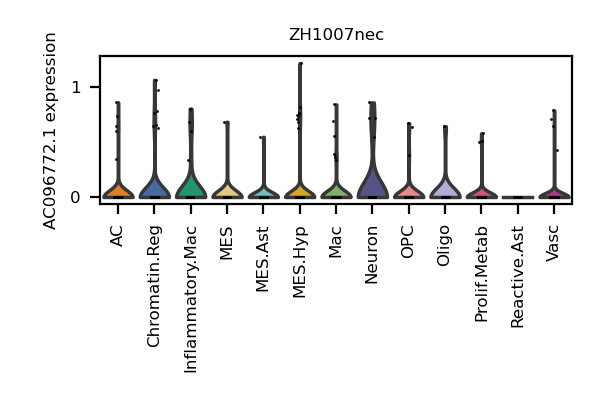 ZH1007nec
AC096772.1 expression
1
0
AC
Chromatin.Reg
Inflammatory.Mac
MES
MES.Ast
MES.Hyp
Mac
Neuron
OPC
Oligo
Prolif.Metab
Reactive.Ast
Vasc